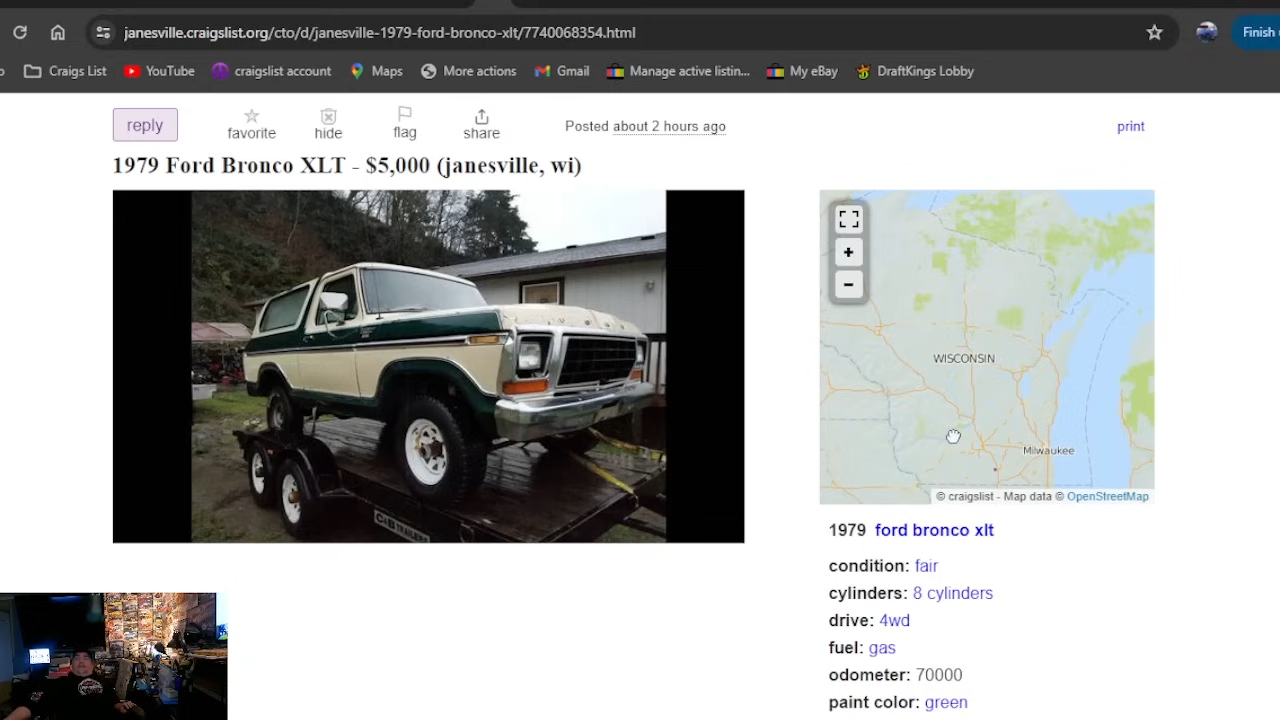 janesville.craigslist.org/cto/d/janesville-1979-ford-bronco-xlt/7740068354.html
Finish
Craigs List
YouTube
craigslist account
Maps
More actions
Gmail
Manage active listin...
My eBay
DraftKings Lobby
reply
favorite
hide
flag
share
Posted about 2 hours ago
print
1979 Ford Bronco XLT - $5,000 (janesville, wi)
+
−
WISCONSIN
Milwaukee
© craigslist - Map data © OpenStreetMap
C&B TRAILERS
1979 ford bronco xlt
condition: fair
cylinders: 8 cylinders
drive: 4wd
fuel: gas
odometer: 70000
paint color: green